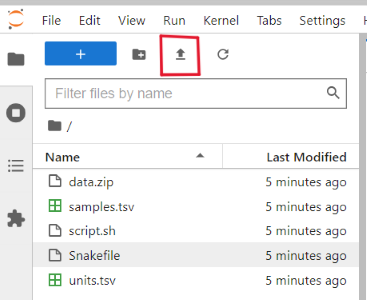 File Edit View Run Kernel Tabs Settings
Filter files by name
/
Name Last Modified
data.zip 5 minutes ago
samples.tsv 5 minutes ago
script.sh 5 minutes ago
Snakefile 5 minutes ago
units.tsv 5 minutes ago